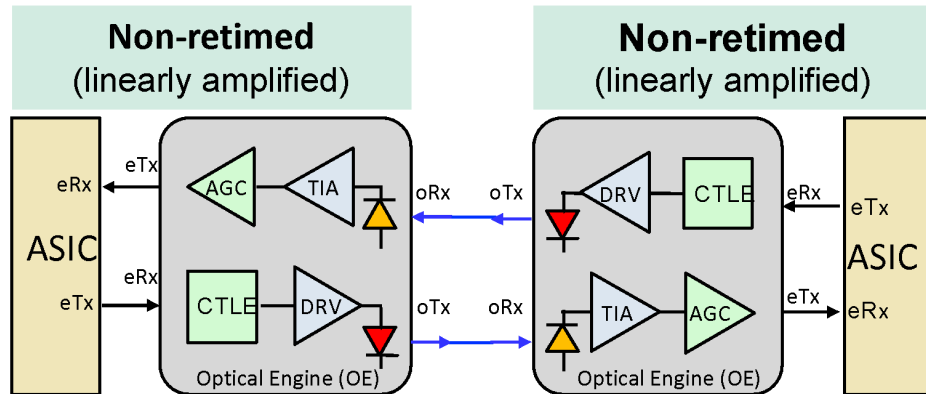 Non-retimed
(linearly amplified)
Non-retimed
(linearly amplified)
eTx
eRx
AGC
TIA
oRx
oTx
DRV
CTLE
eRx
eTx
ASIC
ASIC
eRx
eTx
CTLE
DRV
oTx
oRx
TIA
AGC
eTx
eRx
Optical Engine (OE)
Optical Engine (OE)